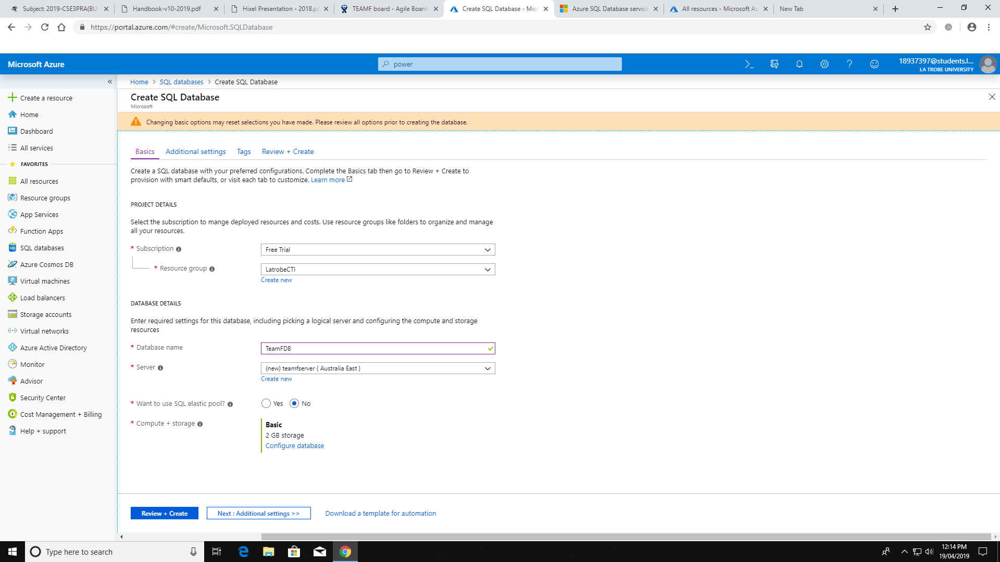 Subject: 2019-CSE3PRA(BU-
Handbook-v10-2019.pdf
Hixel Presentation - 2018.p
TEAMF board - Agile Board
Create SQL Database - Micr
Azure SQL Database service
All resources - Microsoft Az
New Tab
https://portal.azure.com/#create/Microsoft.SQLDatabase
Microsoft Azure
power
18937397@students.l...
LA TROBE UNIVERSITY
Home > SQL databases > Create SQL Database
Create SQL Database
Microsoft
Changing basic options may reset selections you have made. Please review all options prior to creating the database.
Create a resource
Home
Dashboard
All services
FAVORITES
All resources
Resource groups
App Services
Function Apps
SQL databases
Azure Cosmos DB
Virtual machines
Load balancers
Storage accounts
Virtual networks
Azure Active Directory
Monitor
Advisor
Security Center
Cost Management + Billing
Help + support
Basics
Additional settings
Tags
Review + Create
Create a SQL database with your preferred configurations. Complete the Basics tab then go to Review + Create to
provision with smart defaults, or visit each tab to customize. Learn more
PROJECT DETAILS
Select the subscription to mange deployed resources and costs. Use resource groups like folders to organize and manage
all your resources.
* Subscription
Free Trial
* Resource group
LatrobeCTI
Create new
DATABASE DETAILS
Enter required settings for this database, including picking a logical server and configuring the compute and storage
resources
* Database name
TeamFDB
* Server
(new) teamfserver ( Australia East )
Create new
* Want to use SQL elastic pool?
Yes
No
* Compute + storage
Basic
2 GB storage
Configure database
Review + Create
Next : Additional settings >>
Download a template for automation
Type here to search
12:14 PM
19/04/2019